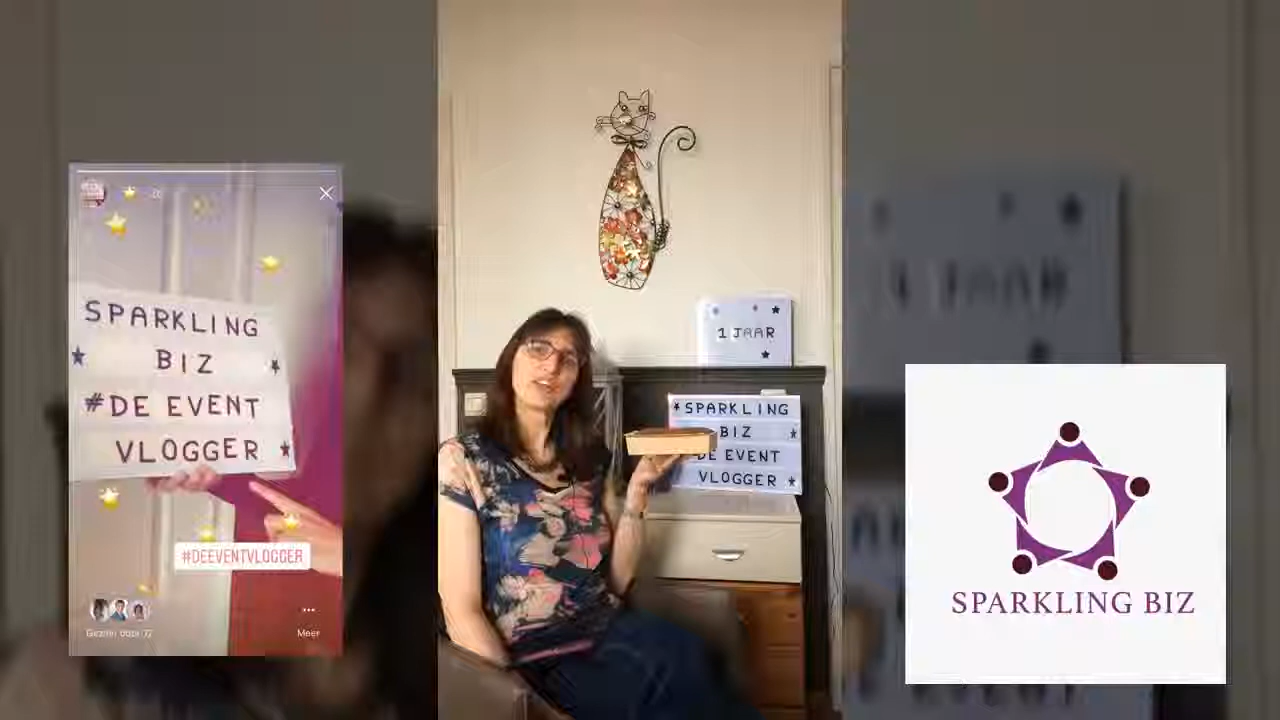 SPARKLING
BIZ
#DE EVENT
VLOGGER
#DEEVENTVLOGGER
Meer
1 JAAR
SPARKLING
BIZ
DE EVENT
VLOGGER
SPARKLING BIZ